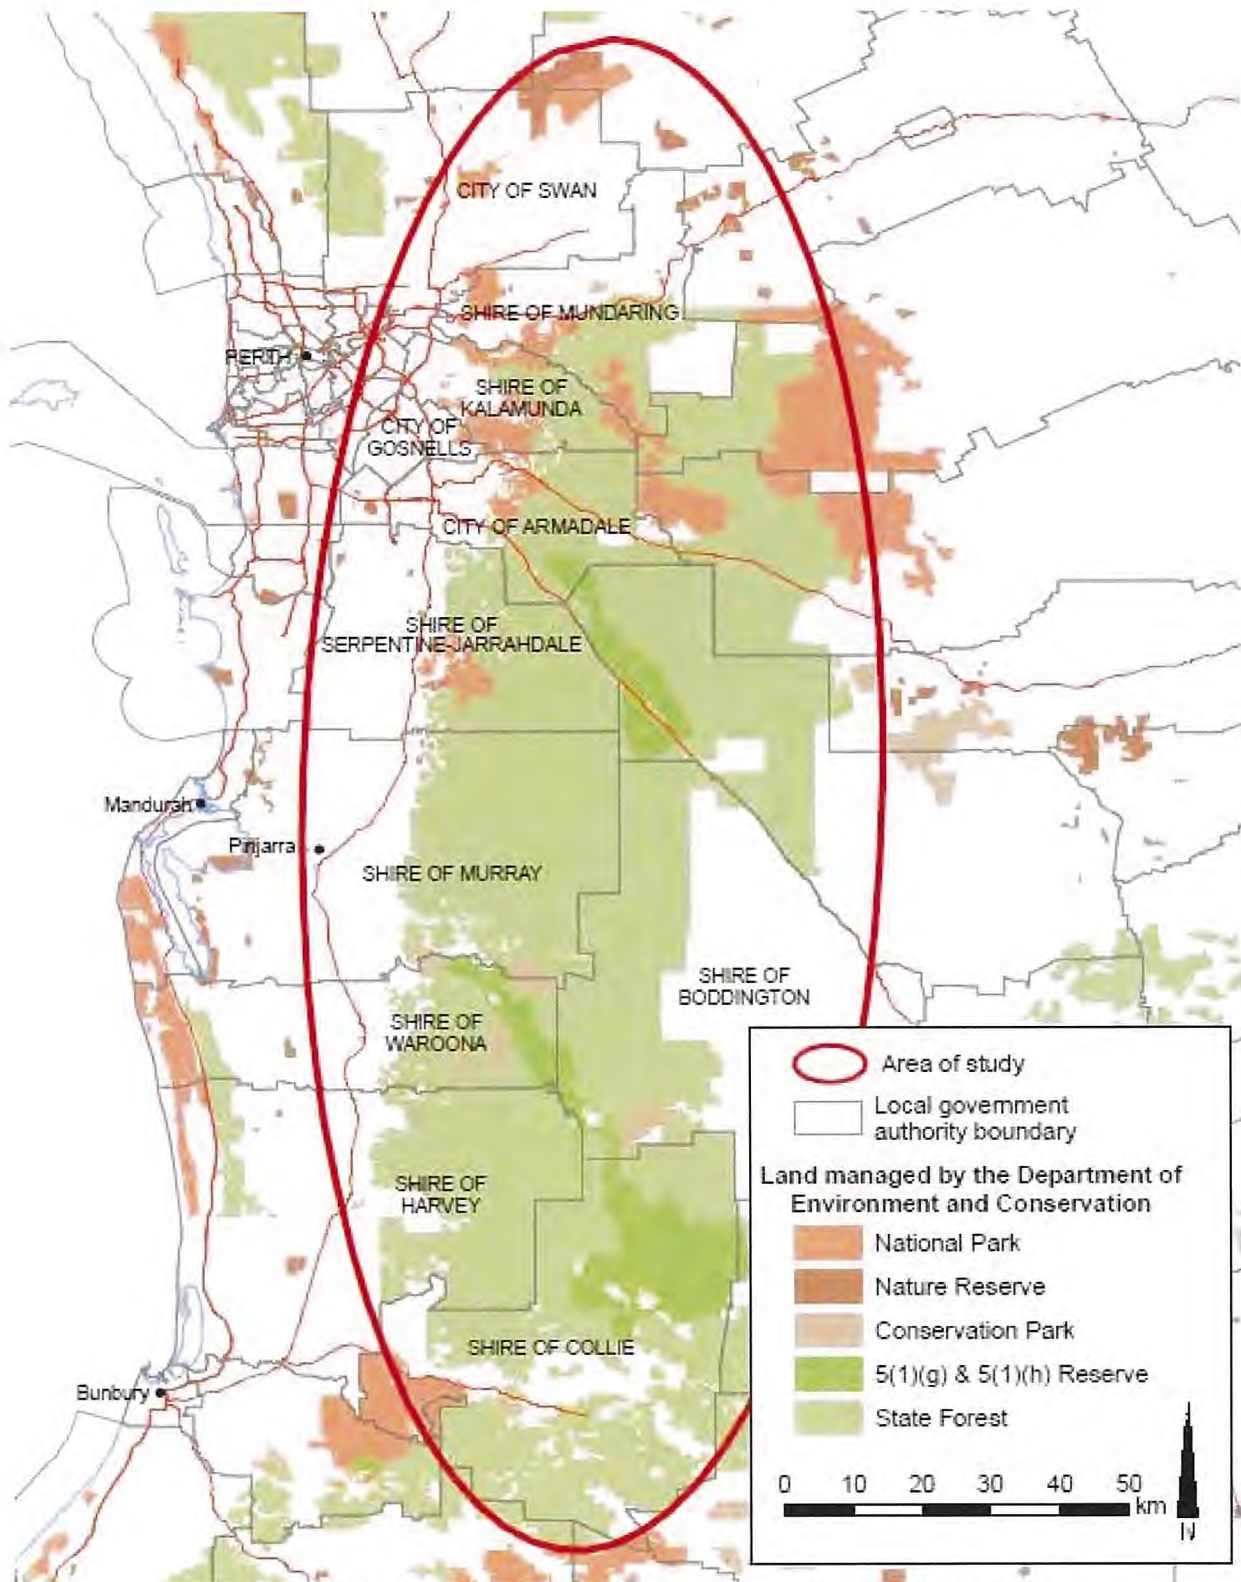 CITY OF SWAN
SHIRE OF MUNDARING
PERTH
SHIRE OF
KALAMUNDA
CITY OF
GOSNELLS
CITY OF ARMADALE
SHIRE OF
SERPENTINE-JARRAHDALE
Mandurah
Pinjarra
SHIRE OF MURRAY
SHIRE OF
BODDINGTON
SHIRE OF
WAROONA
SHIRE OF
HARVEY
SHIRE OF COLLIE
Bunbury
Area of study
Local government
authority boundary
Land managed by the Department of
Environment and Conservation
National Park
Nature Reserve
Conservation Park
5(1)(g) & 5(1)(h) Reserve
State Forest
0 10 20 30 40 50
km
N